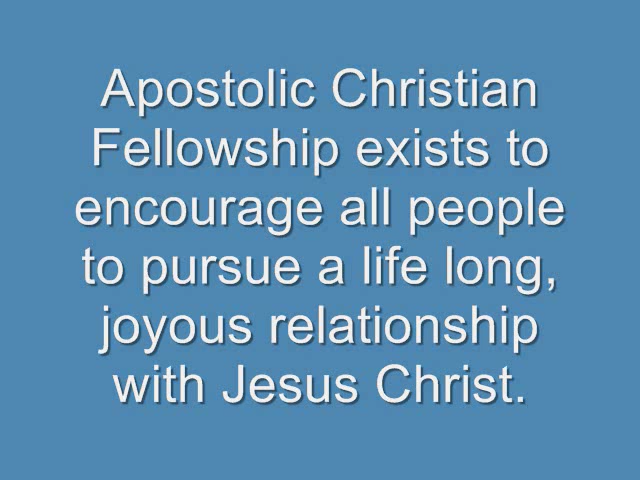 Apostolic Christian
Fellowship exists to
encourage all people
to pursue a life long,
joyous relationship
with Jesus Christ.